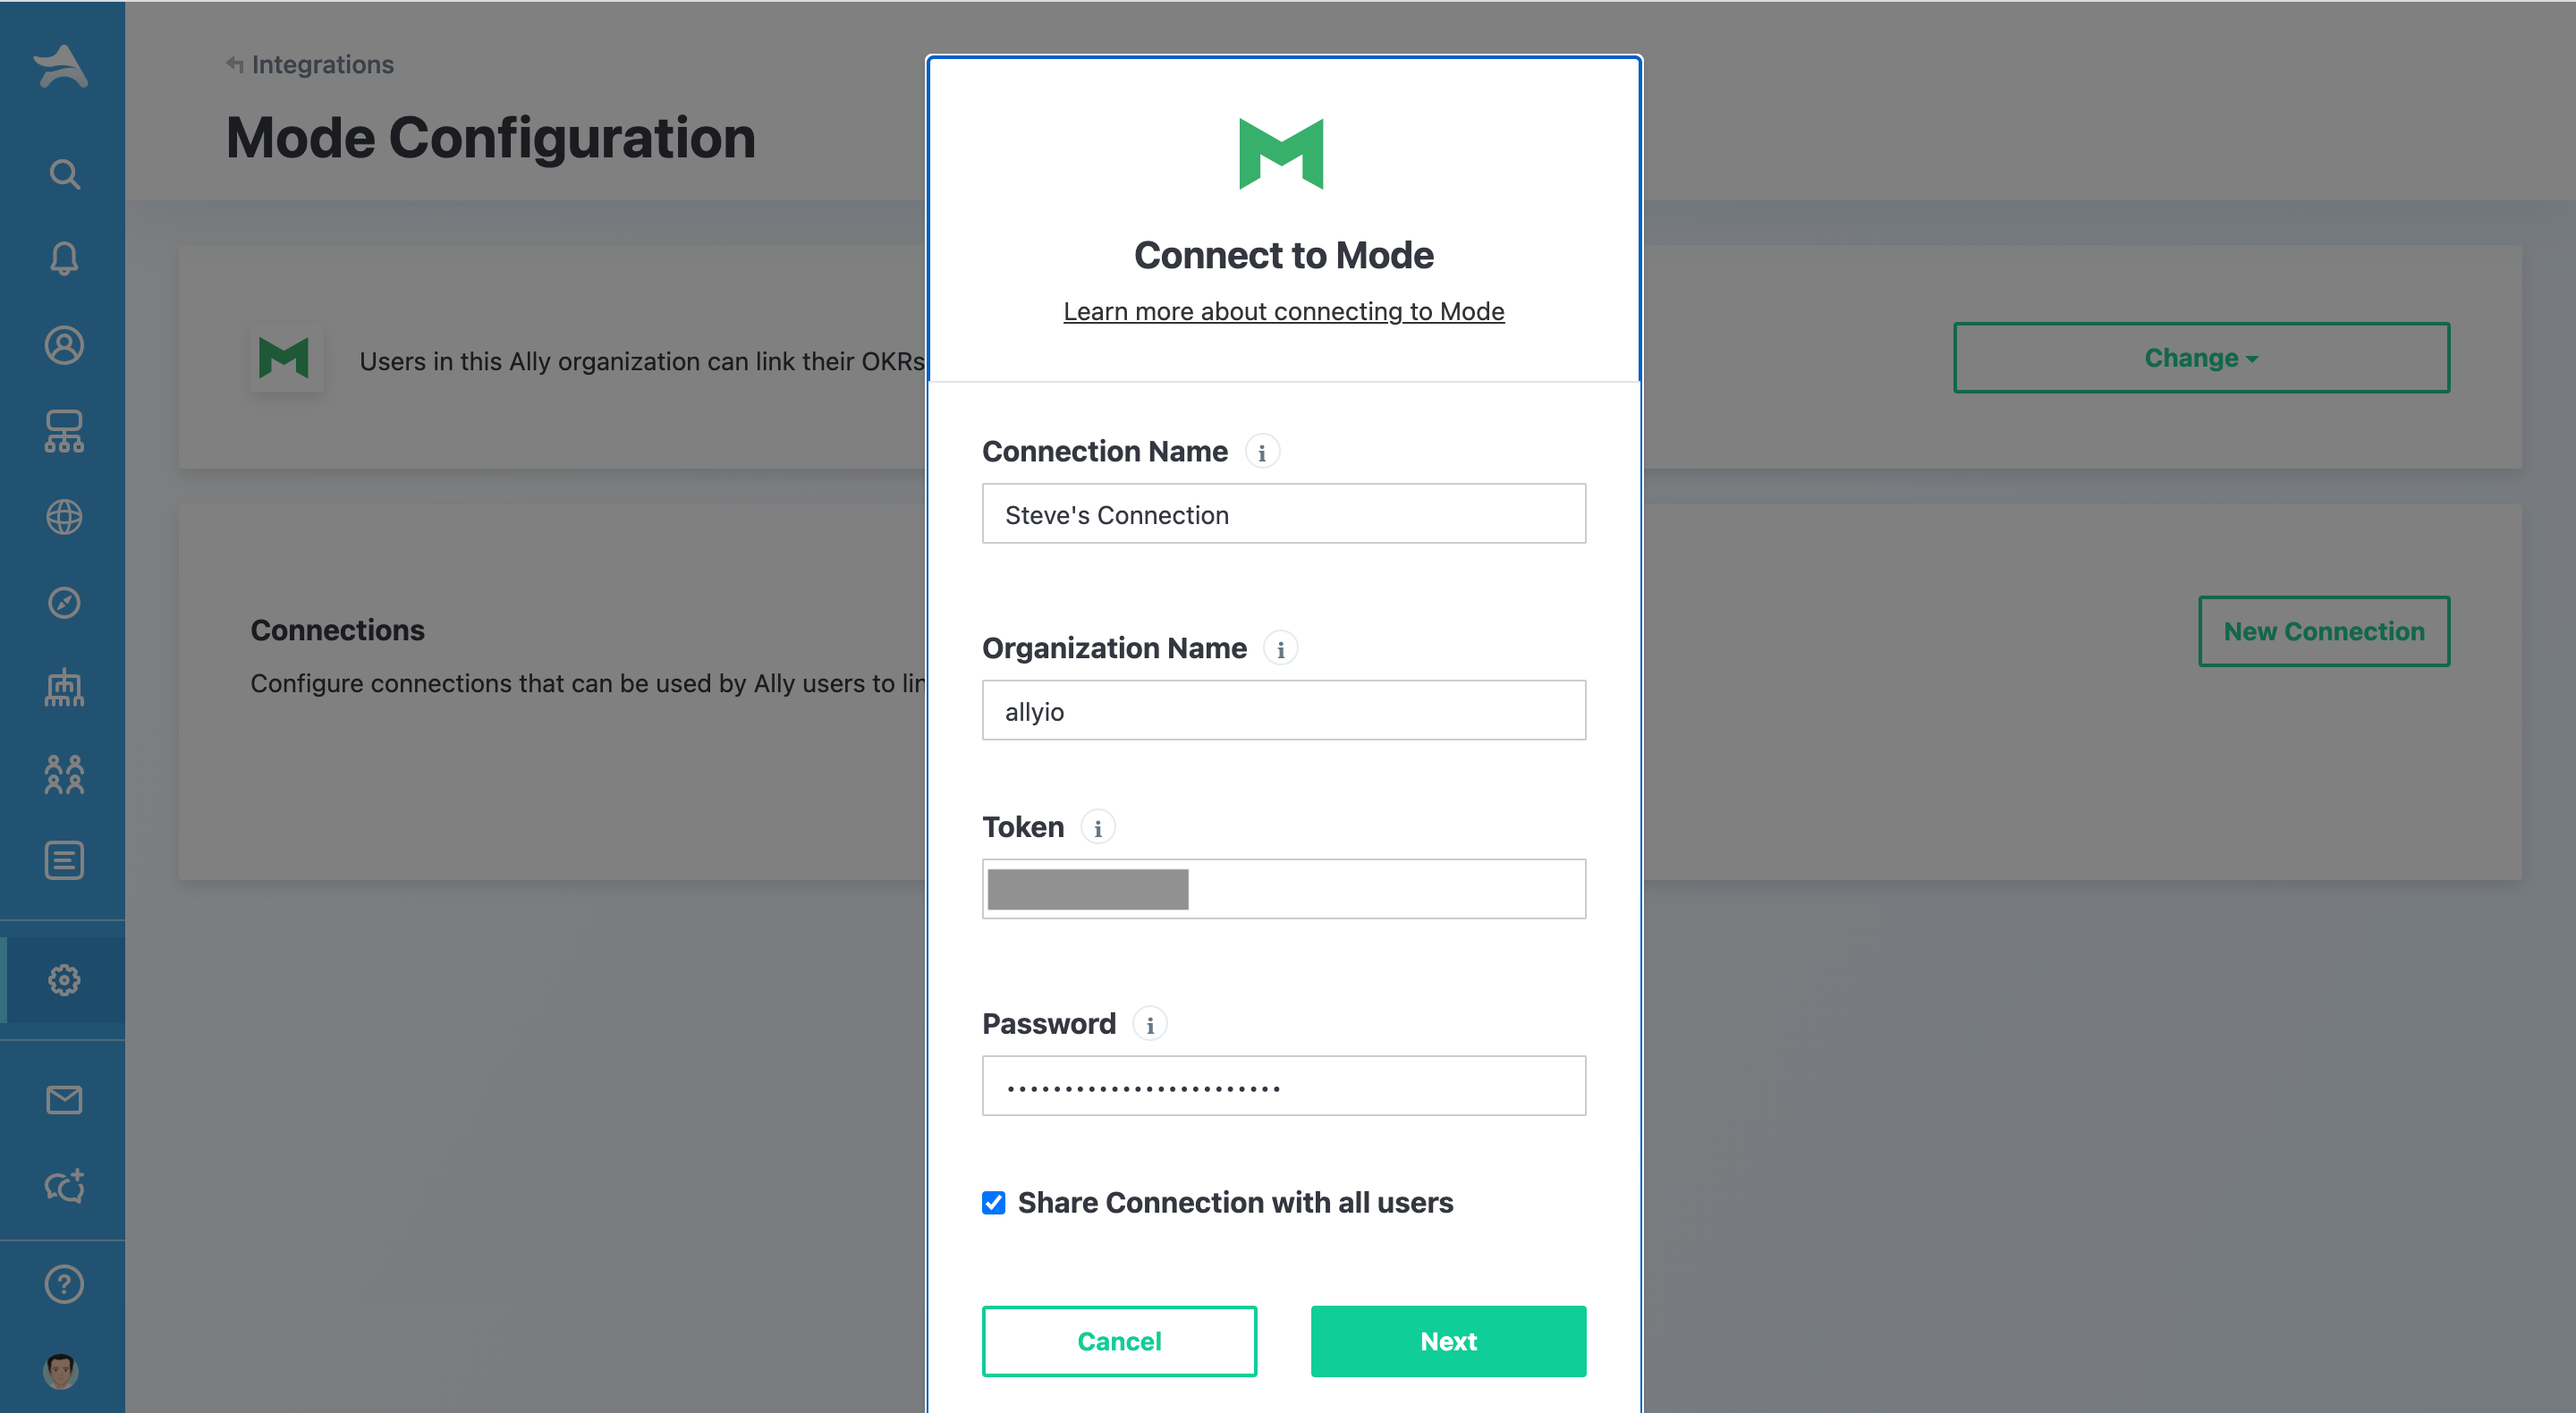 Integrations
Mode Configuration
Users in this Ally organization can link their OKRs
Change
Connections
New Connection
Configure connections that can be used by Ally users to
Connect to Mode
Learn more about connecting to Mode
Connection Name
Steve's Connection
Organization Name
allyio
Token
Password
Share Connection with all users
Cancel
Next